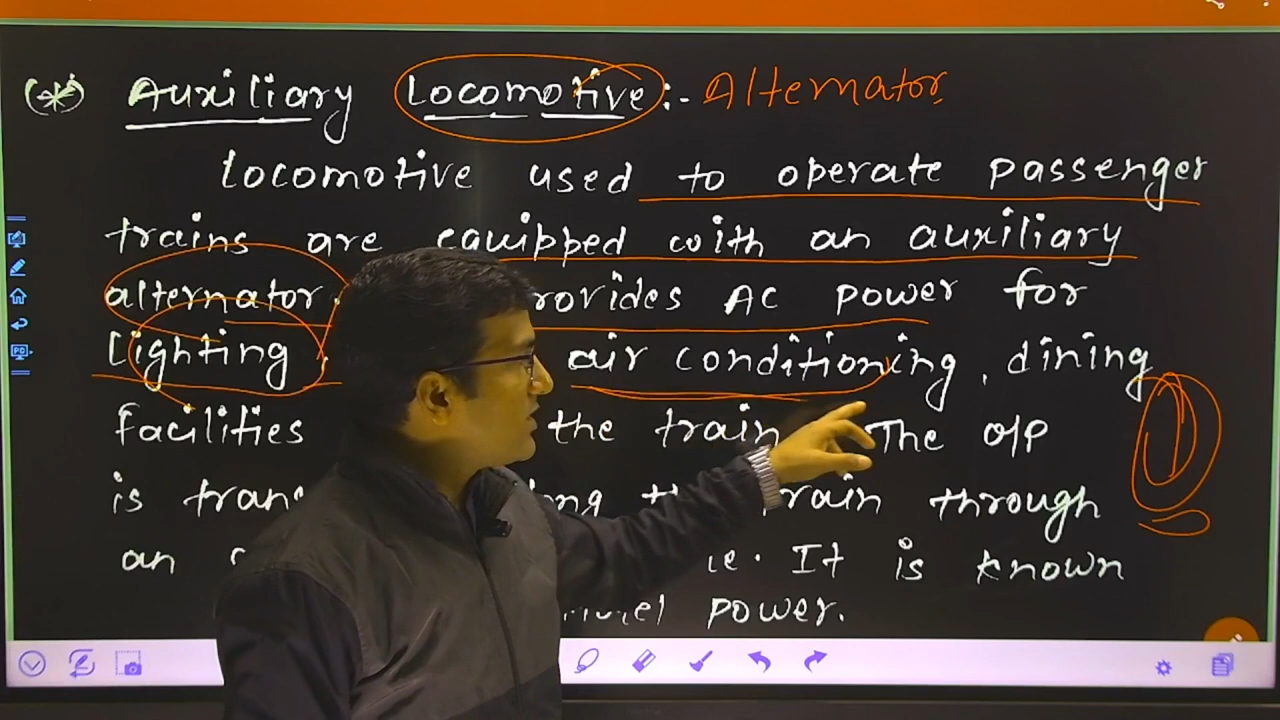 (*) Auxiliary Locomotive :- Alternator.
Locomotive used to operate passenger
trains are equipped with an auxiliary
alternator. provides AC power for
Lighting, air conditioning, dining
facilities the train. The O/P
is train through
an It is known
power.